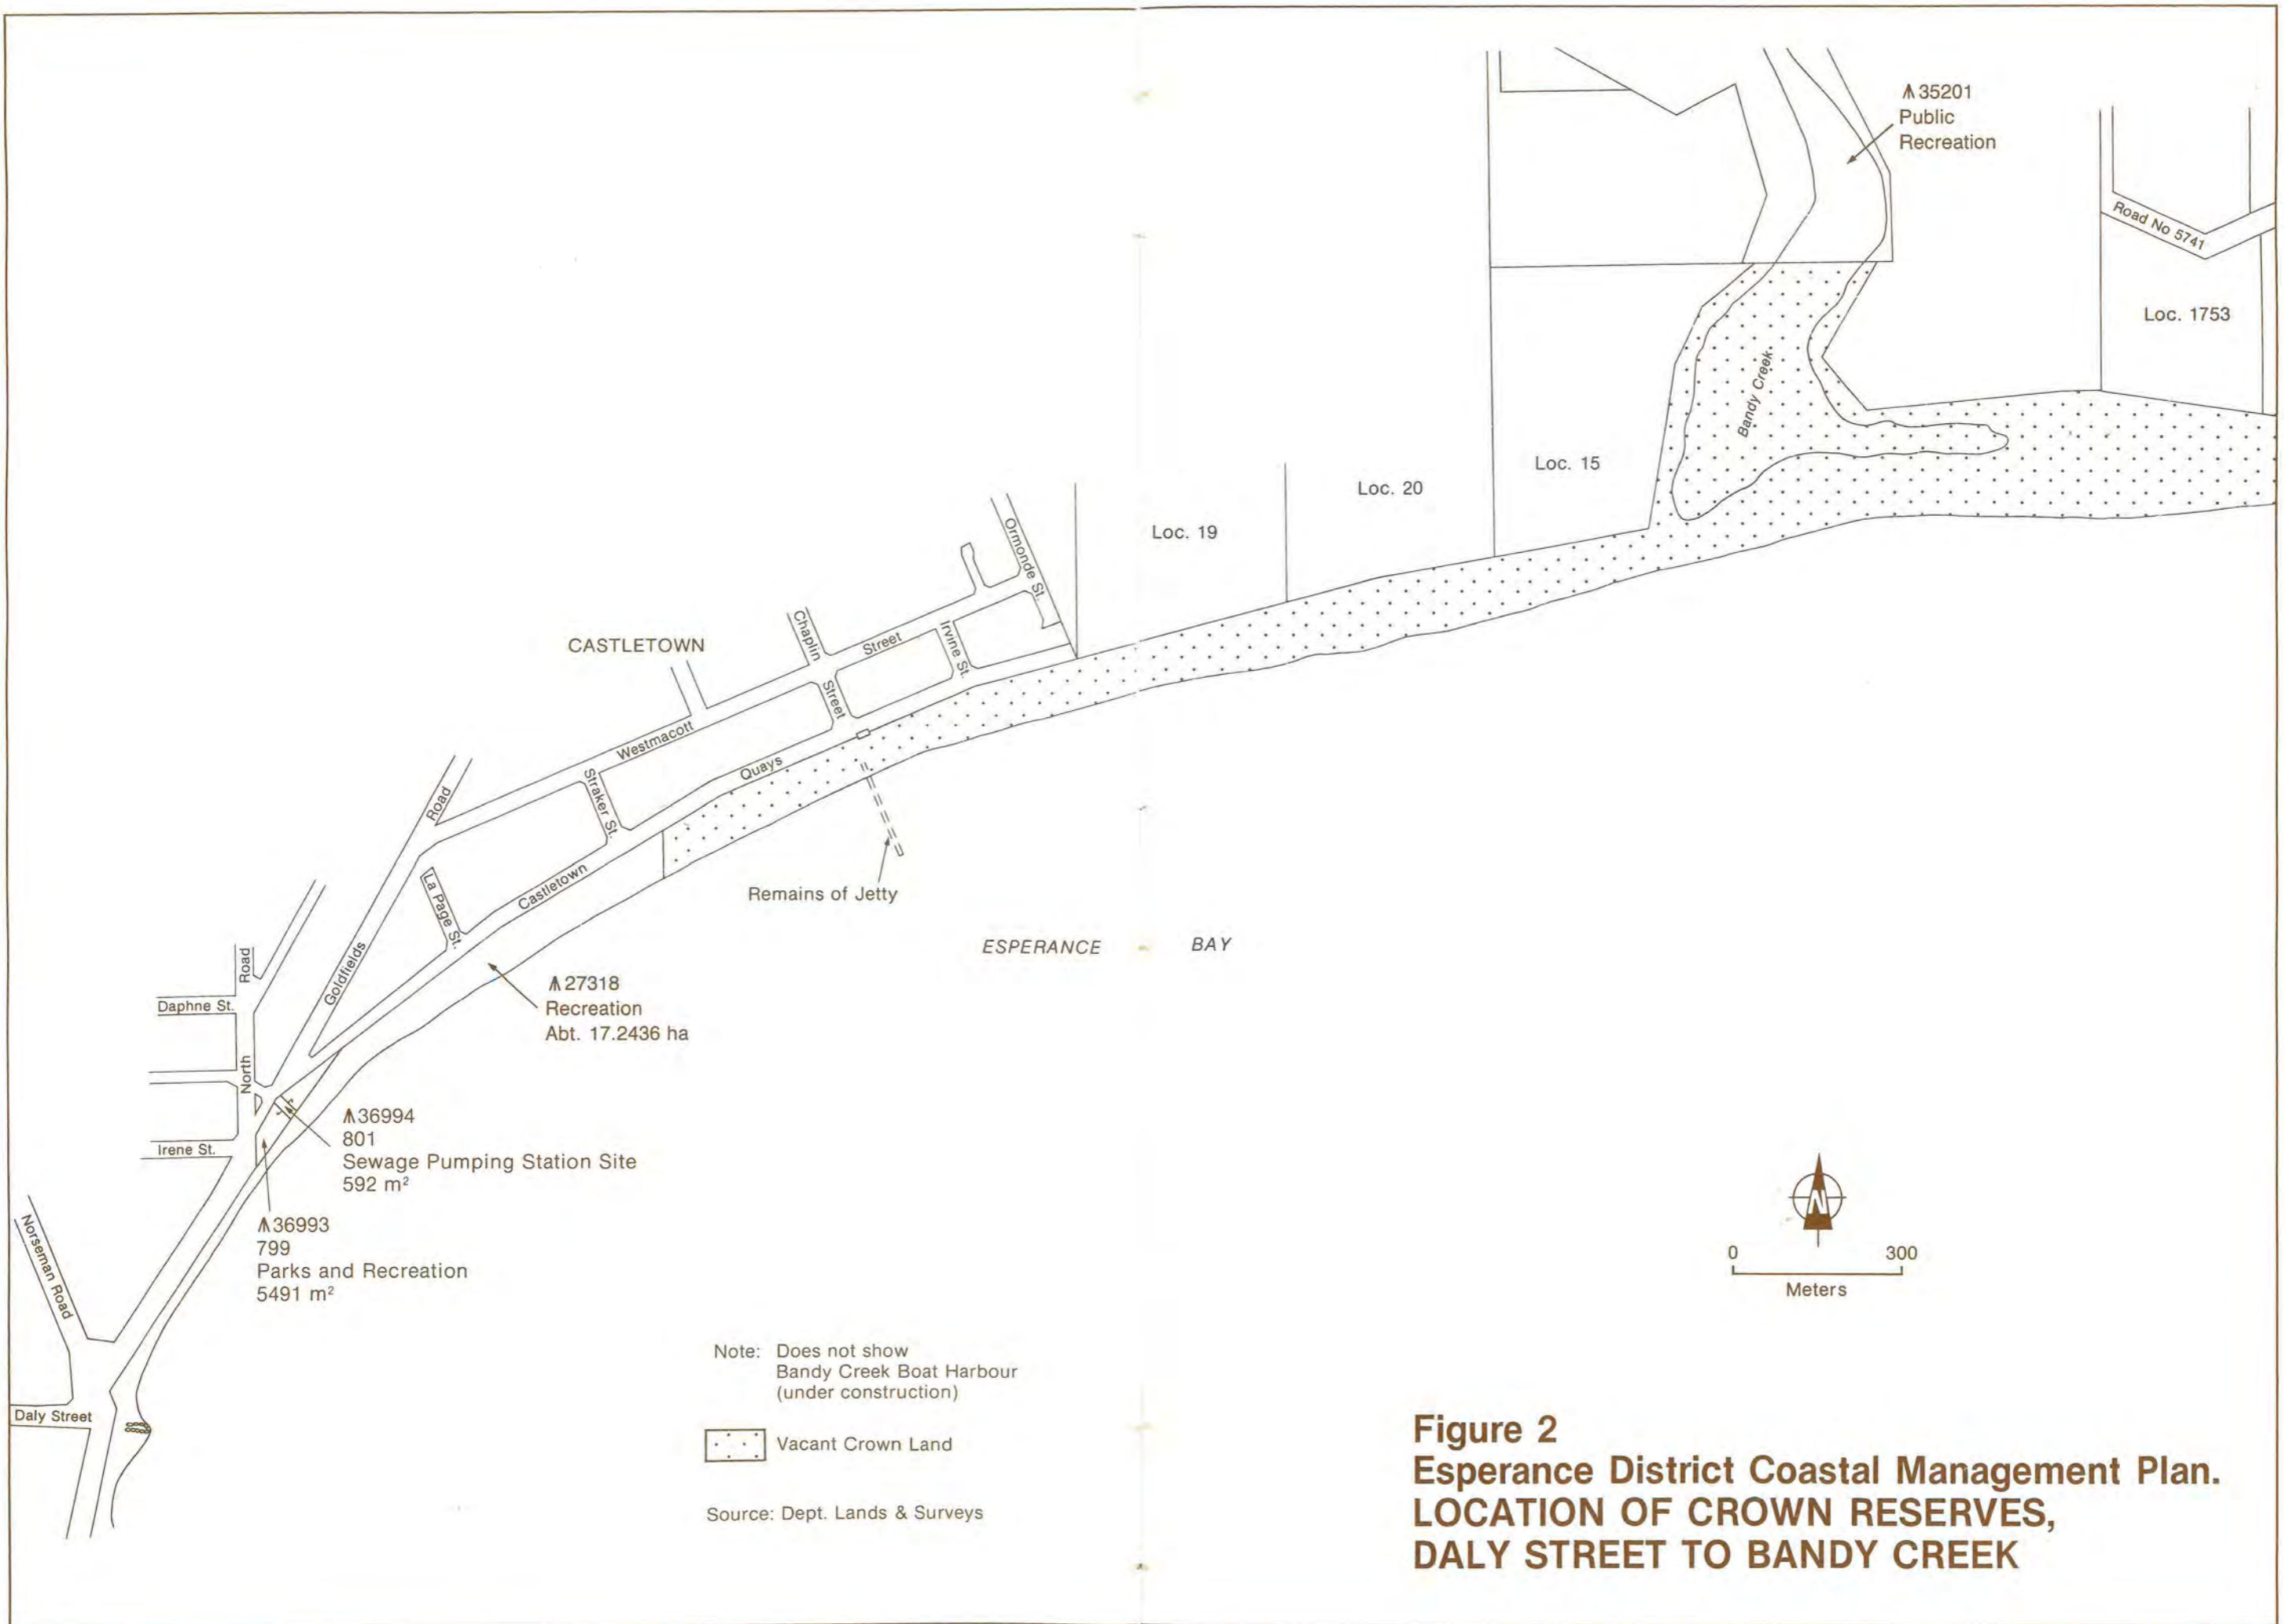 ⩚ 35201
Public
Recreation
Road No 5741
Loc. 1753
Bandy Creek
Loc. 15
Loc. 20
Loc. 19
Ormonde St.
Irvine St.
Chaplin
Street
Street
CASTLETOWN
Westmacott
Quays
Straker St.
Road
Castletown
La Page St.
Remains of Jetty
ESPERANCE BAY
Goldfields
Road
Daphne St.
North
⩚ 27318
Recreation
Abt. 17.2436 ha
⩚ 36994
801
Sewage Pumping Station Site
592 m²
Irene St.
⩚ 36993
799
Parks and Recreation
5491 m²
Norseman Road
Daly Street
N
0 300
Meters
Note: Does not show
Bandy Creek Boat Harbour
(under construction)
Vacant Crown Land
Source: Dept. Lands & Surveys
Figure 2
Esperance District Coastal Management Plan.
LOCATION OF CROWN RESERVES,
DALY STREET TO BANDY CREEK